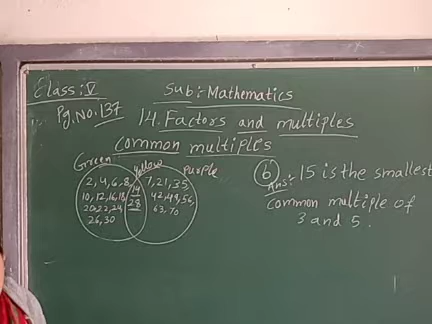 Class:V
Sub:-Mathematics
Pg.No.137
14. Factors and multiples
common multiples
Green
Yellow
Purple
2,4,6,8,
10,12,16,18,
20,22,24,
26,30
14
28
7,21,35,
42,49,56,
63,70
(b) 15 is the smallest
Ans:-
common multiple of
3 and 5.